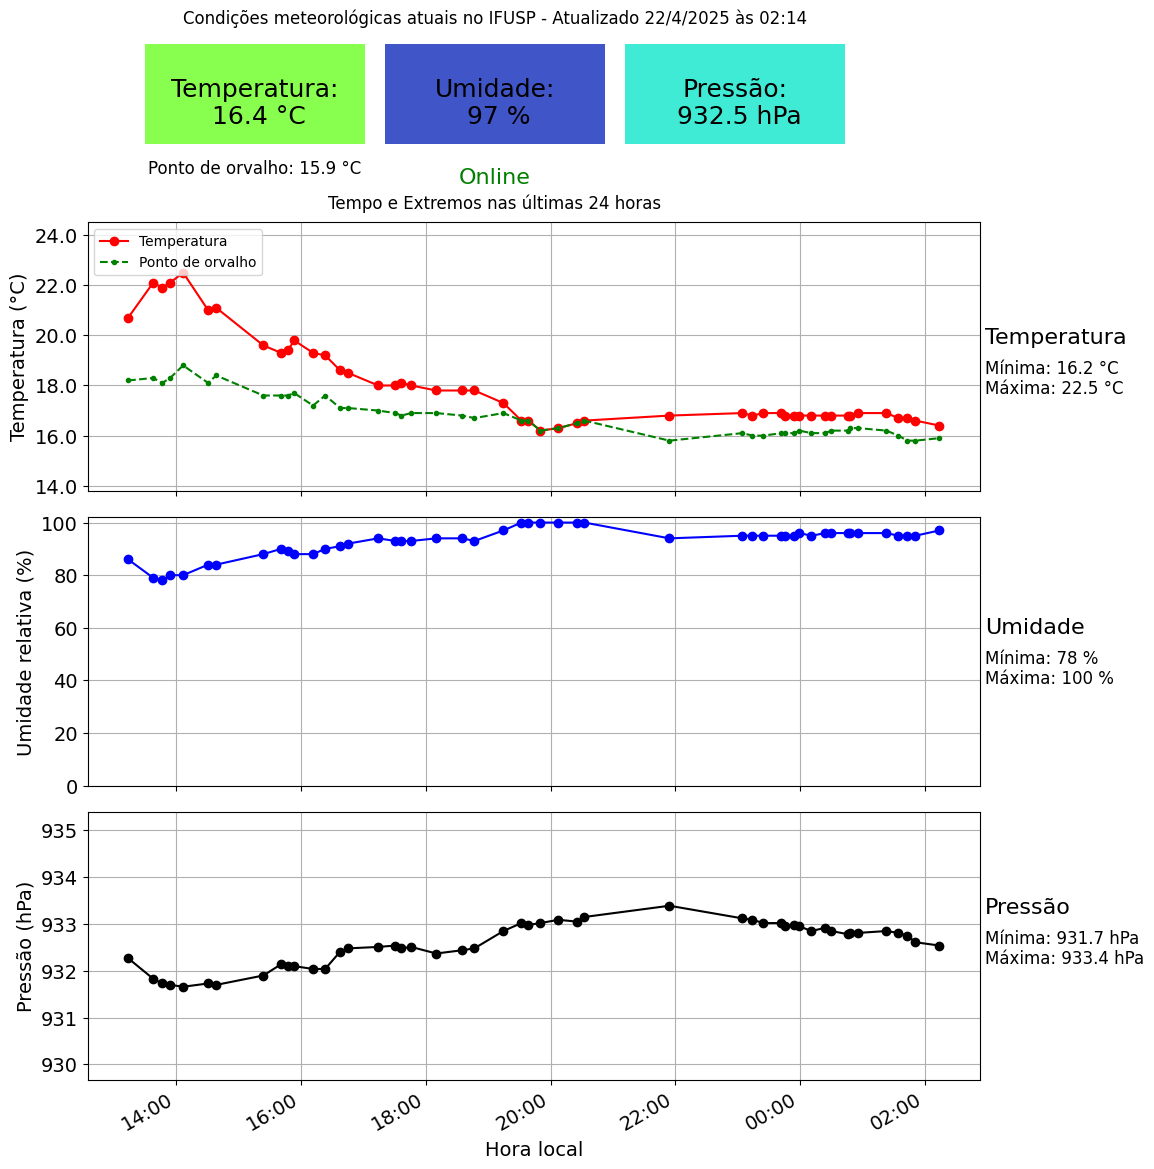 Condições meteorológicas atuais no IFUSP - Atualizado 22/4/2025 às 02:14
Temperatura:
16.4 °C
Umidade:
97 %
Pressão:
932.5 hPa
Ponto de orvalho: 15.9 °C
Online
Tempo e Extremos nas últimas 24 horas
Temperatura (°C)
24.0
22.0
20.0
18.0
16.0
14.0
Temperatura
Ponto de orvalho
Temperatura
Mínima: 16.2 °C
Máxima: 22.5 °C
Umidade relativa (%)
100
80
60
40
20
0
Umidade
Mínima: 78 %
Máxima: 100 %
Pressão (hPa)
935
934
933
932
931
930
Pressão
Mínima: 931.7 hPa
Máxima: 933.4 hPa
14:00
16:00
18:00
20:00
22:00
00:00
02:00
Hora local